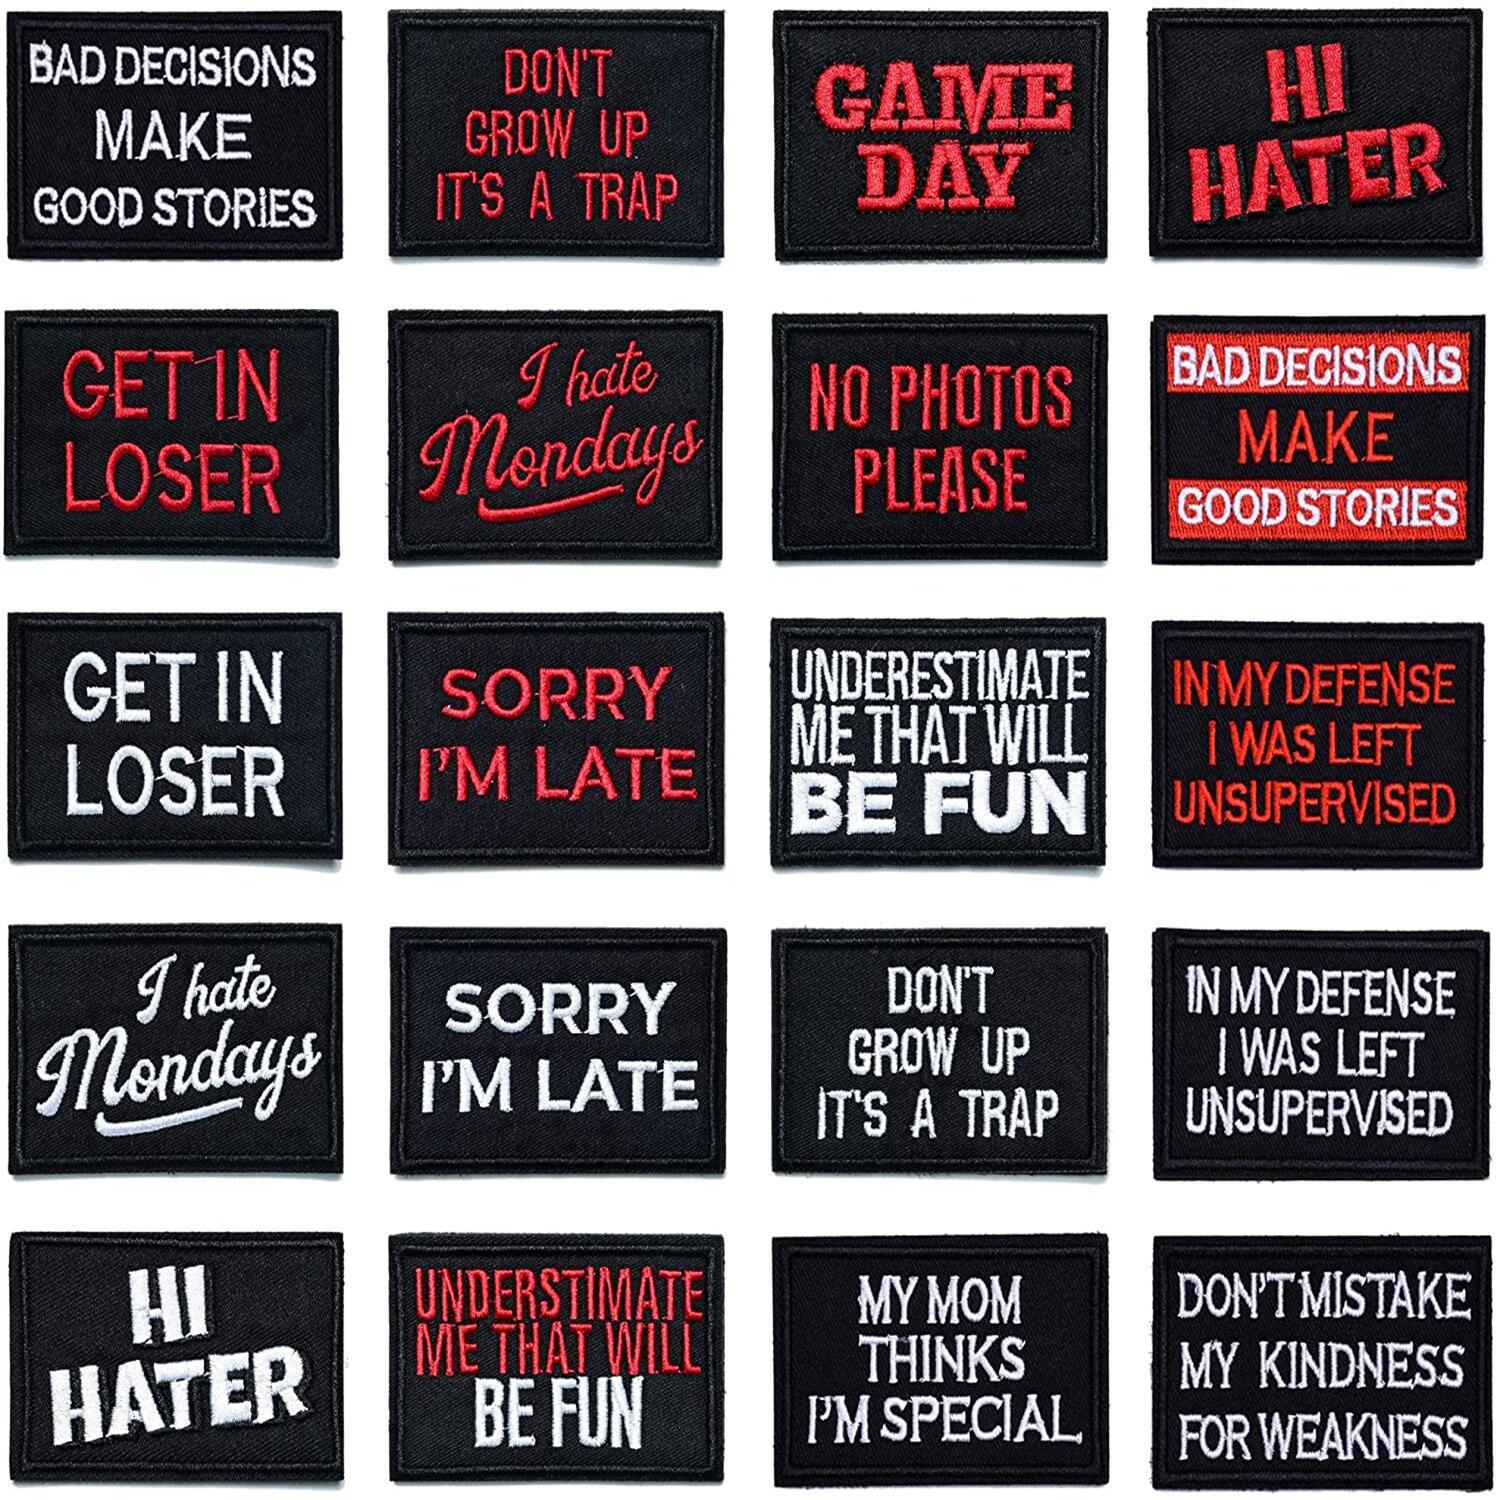 BAD DECISIONS
MAKE
GOOD STORIES
DON'T
GROW UP
IT'S A TRAP
GAME
DAY
HI
HATER
GET IN
LOSER
I hate
Mondays
NO PHOTOS
PLEASE
BAD DECISIONS
MAKE
GOOD STORIES
GET IN
LOSER
SORRY
I'M LATE
UNDERESTIMATE
ME THAT WILL
BE FUN
IN MY DEFENSE
I WAS LEFT
UNSUPERVISED
I hate
Mondays
SORRY
I'M LATE
DON'T
GROW UP
IT'S A TRAP
IN MY DEFENSE
I WAS LEFT
UNSUPERVISED
HI
HATER
UNDERSTIMATE
ME THAT WILL
BE FUN
MY MOM
THINKS
I'M SPECIAL
DON'T MISTAKE
MY KINDNESS
FOR WEAKNESS